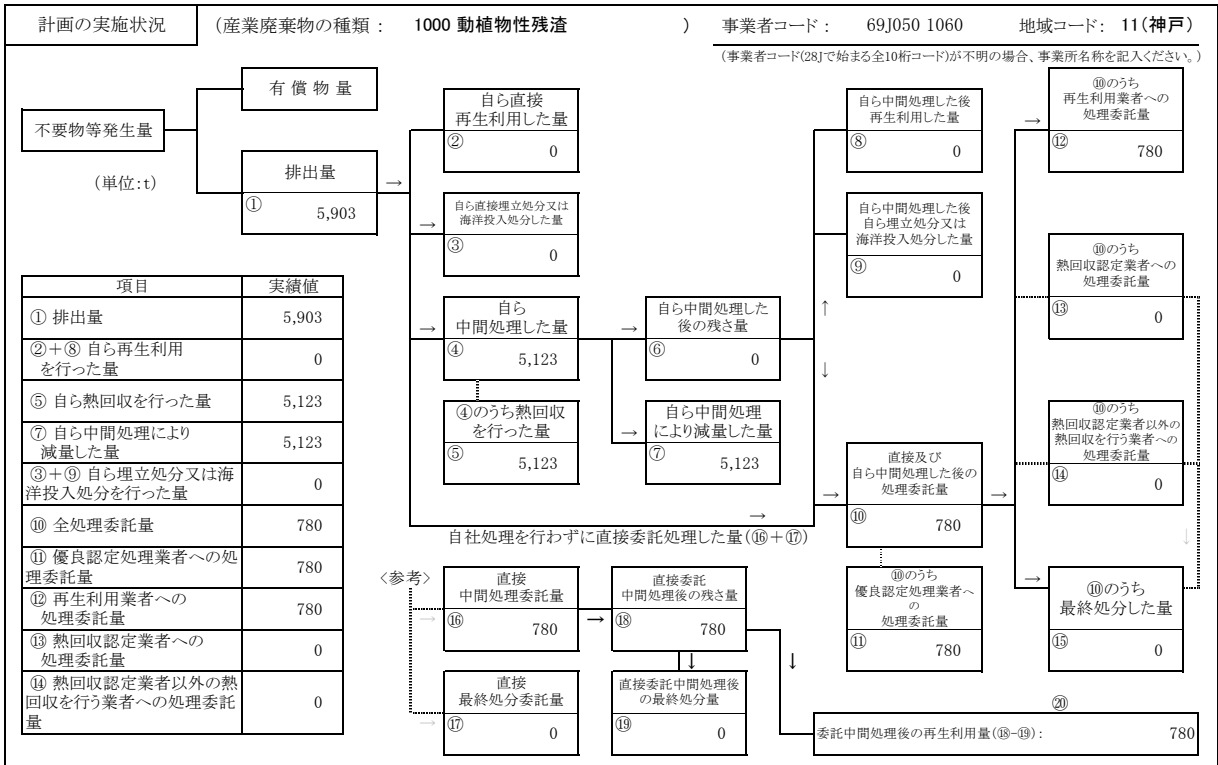 計画の実施状況 (産業廃棄物の種類： 1000 動植物性残渣 ) 事業者コード： 69J050 1060 地域コード： 11(神戸)
(事業者コード(28Jで始まる全10桁コード)が不明の場合、事業所名称を記入ください。)
有 償 物 量
不要物等発生量
(単位:t)
排出量
→
① 5,903
自ら直接
再生利用した量
② 0
→
自ら直接埋立処分又は
海洋投入処分した量
③ 0
→
自ら
中間処理した量
④ 5,123
④のうち熱回収
を行った量
⑤ 5,123
→
自ら中間処理した
後の残さ量
⑥ 0
→
自ら中間処理
により減量した量
⑦ 5,123
自ら中間処理した後
再生利用した量
⑧ 0
自ら中間処理した後
自ら埋立処分又は
海洋投入処分した量
⑨ 0
↑
↓
→
直接及び
自ら中間処理した後の
処理委託量
⑩ 780
→
⑩のうち
優良認定処理業者へ
の
処理委託量
⑪ 780
→
⑩のうち
再生利用業者への
処理委託量
⑫ 780
⑩のうち
熱回収認定業者への
処理委託量
⑬ 0
⑩のうち
熱回収認定業者以外の
熱回収を行う業者への
処理委託量
⑭ 0
↓
→
⑩のうち
最終処分した量
⑮ 0
→
自社処理を行わずに直接委託処理した量(⑯＋⑰)
項目 実績値
① 排出量 5,903
②＋⑧ 自ら再生利用
を行った量 0
⑤ 自ら熱回収を行った量 5,123
⑦ 自ら中間処理により
減量した量 5,123
③＋⑨ 自ら埋立処分又は海
洋投入処分を行った量 0
⑩ 全処理委託量 780
⑪ 優良認定処理業者への処
理委託量 780
⑫ 再生利用業者への
処理委託量 780
⑬ 熱回収認定業者への
処理委託量 0
⑭ 熱回収認定業者以外の熱
回収を行う業者への処理委託
量 0
〈参考〉
→
直接
中間処理委託量
⑯ 780
→
直接委託
中間処理後の残さ量
⑱ 780
↓
↓
→
直接
最終処分委託量
⑰ 0
直接委託中間処理後
の最終処分量
⑲ 0
⑳
委託中間処理後の再生利用量(⑱-⑲)： 780